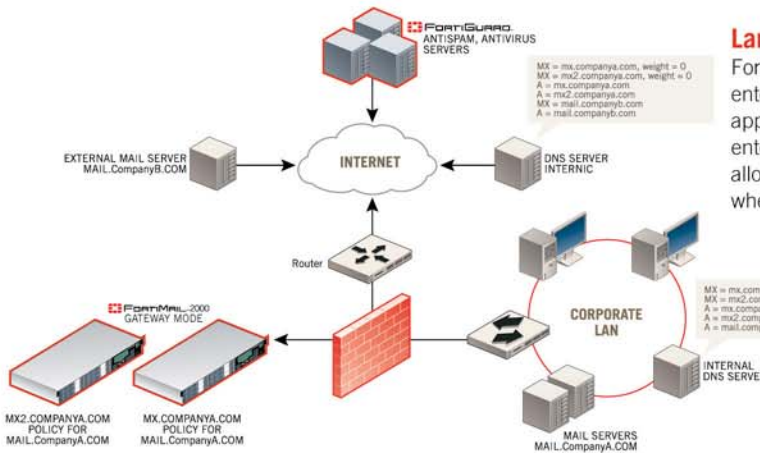 FORTIGUARD
ANTISPAM, ANTIVIRUS
SERVERS
MX = mx.companya.com, weight = 0
MX = mx2.companya.com, weight = 0
A = mx.companya.com
A = mx2.companya.com
MX = mail.companyb.com
A = mail.companyb.com
Lar
For
ente
app
ente
allo
whe
EXTERNAL MAIL SERVER
MAIL.CompanyB.COM
INTERNET
DNS SERVER
INTERNIC
Router
FORTIMAIL-2000
GATEWAY MODE
CORPORATE
LAN
MX = mx.com
MX = mx2.co
A = mx.compa
A = mx2.comp
A = mail.comp
INTERNAL
DNS SERVE
MX2.COMPANYA.COM
POLICY FOR
MAIL.CompanyA.COM
MX.COMPANYA.COM
POLICY FOR
MAIL.CompanyA.COM
MAIL SERVERS
MAIL.CompanyA.COM